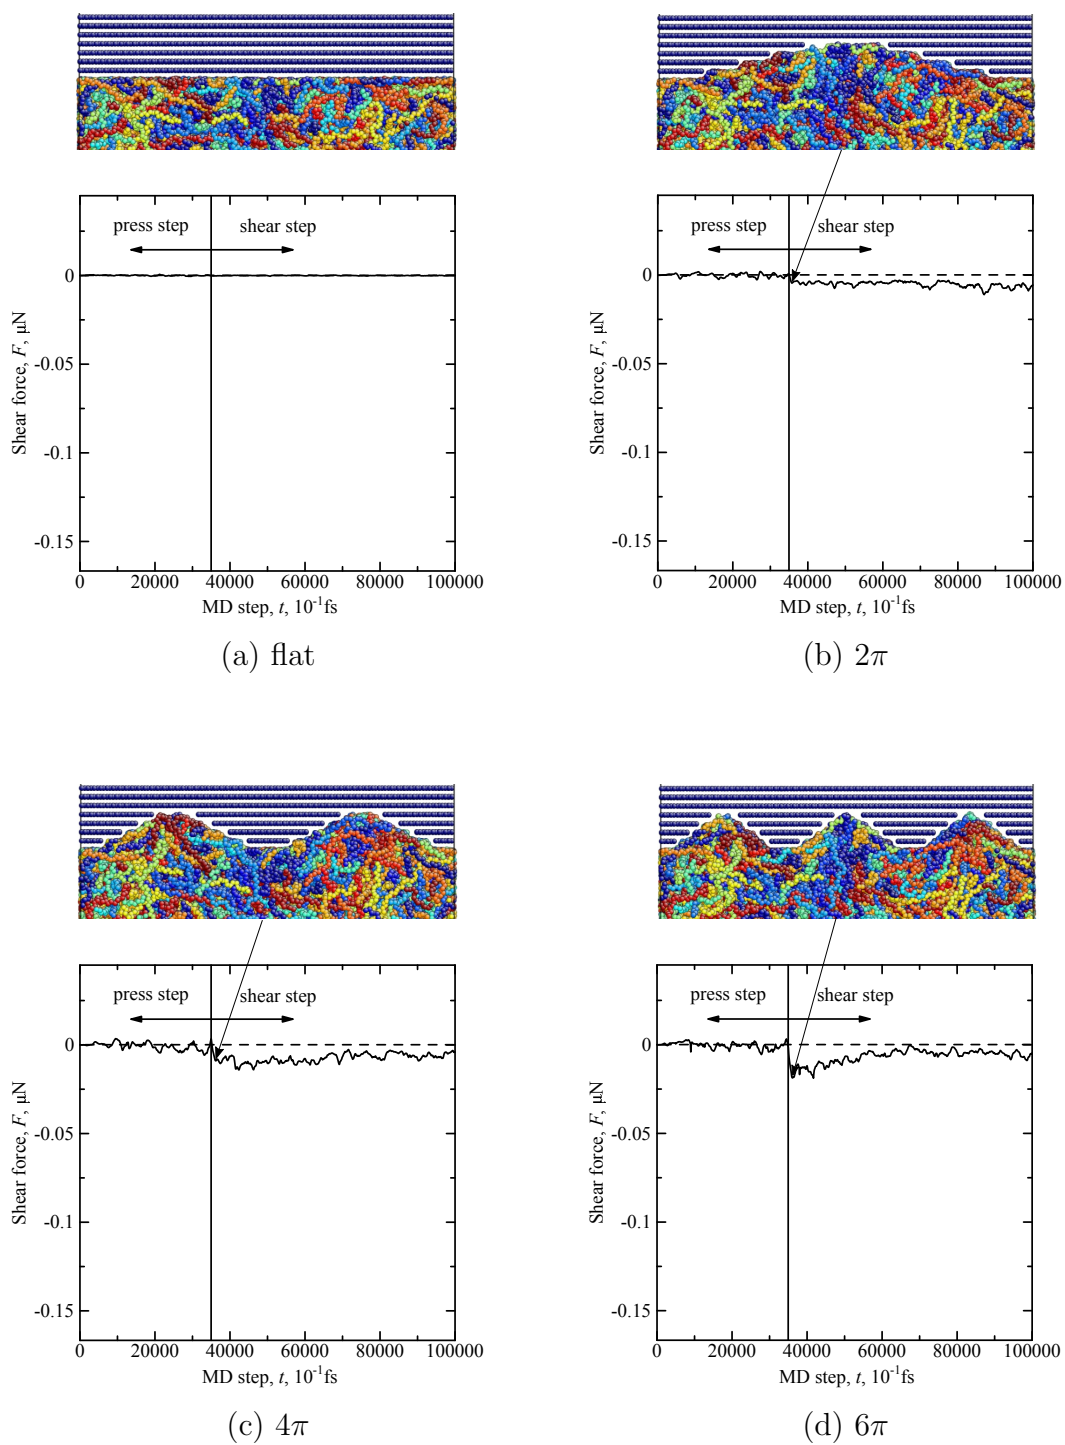 press step
shear step
0
-0.05
-0.1
-0.15
Shear force, F, μN
0 20000 40000 60000 80000 100000
MD step, t, 10⁻¹fs
(a) flat
press step
shear step
0
-0.05
-0.1
-0.15
Shear force, F, μN
0 20000 40000 60000 80000 100000
MD step, t, 10⁻¹fs
(b) 2π
press step
shear step
0
-0.05
-0.1
-0.15
Shear force, F, μN
0 20000 40000 60000 80000 100000
MD step, t, 10⁻¹fs
(c) 4π
press step
shear step
0
-0.05
-0.1
-0.15
Shear force, F, μN
0 20000 40000 60000 80000 100000
MD step, t, 10⁻¹fs
(d) 6π